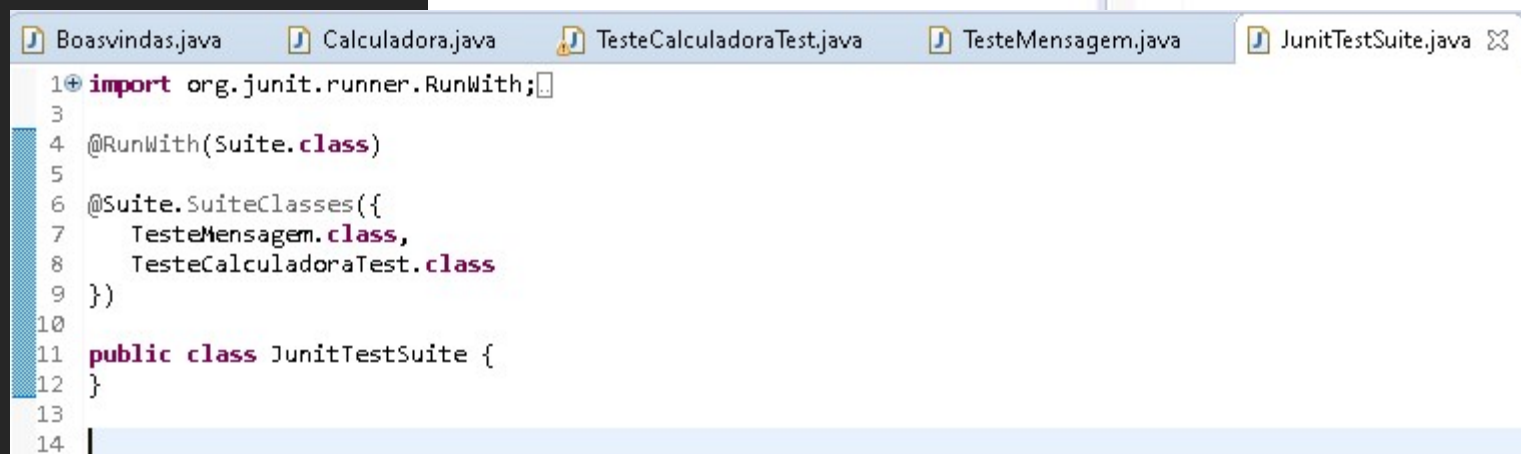 Boasvindas.java Calculadora.java TesteCalculadoraTest.java TesteMensagem.java JunitTestSuite.java
1 import org.junit.runner.RunWith;
3
4 @RunWith(Suite.class)
5
6 @Suite.SuiteClasses({
7 TesteMensagem.class,
8 TesteCalculadoraTest.class
9 })
10
11 public class JunitTestSuite {
12 }
13
14